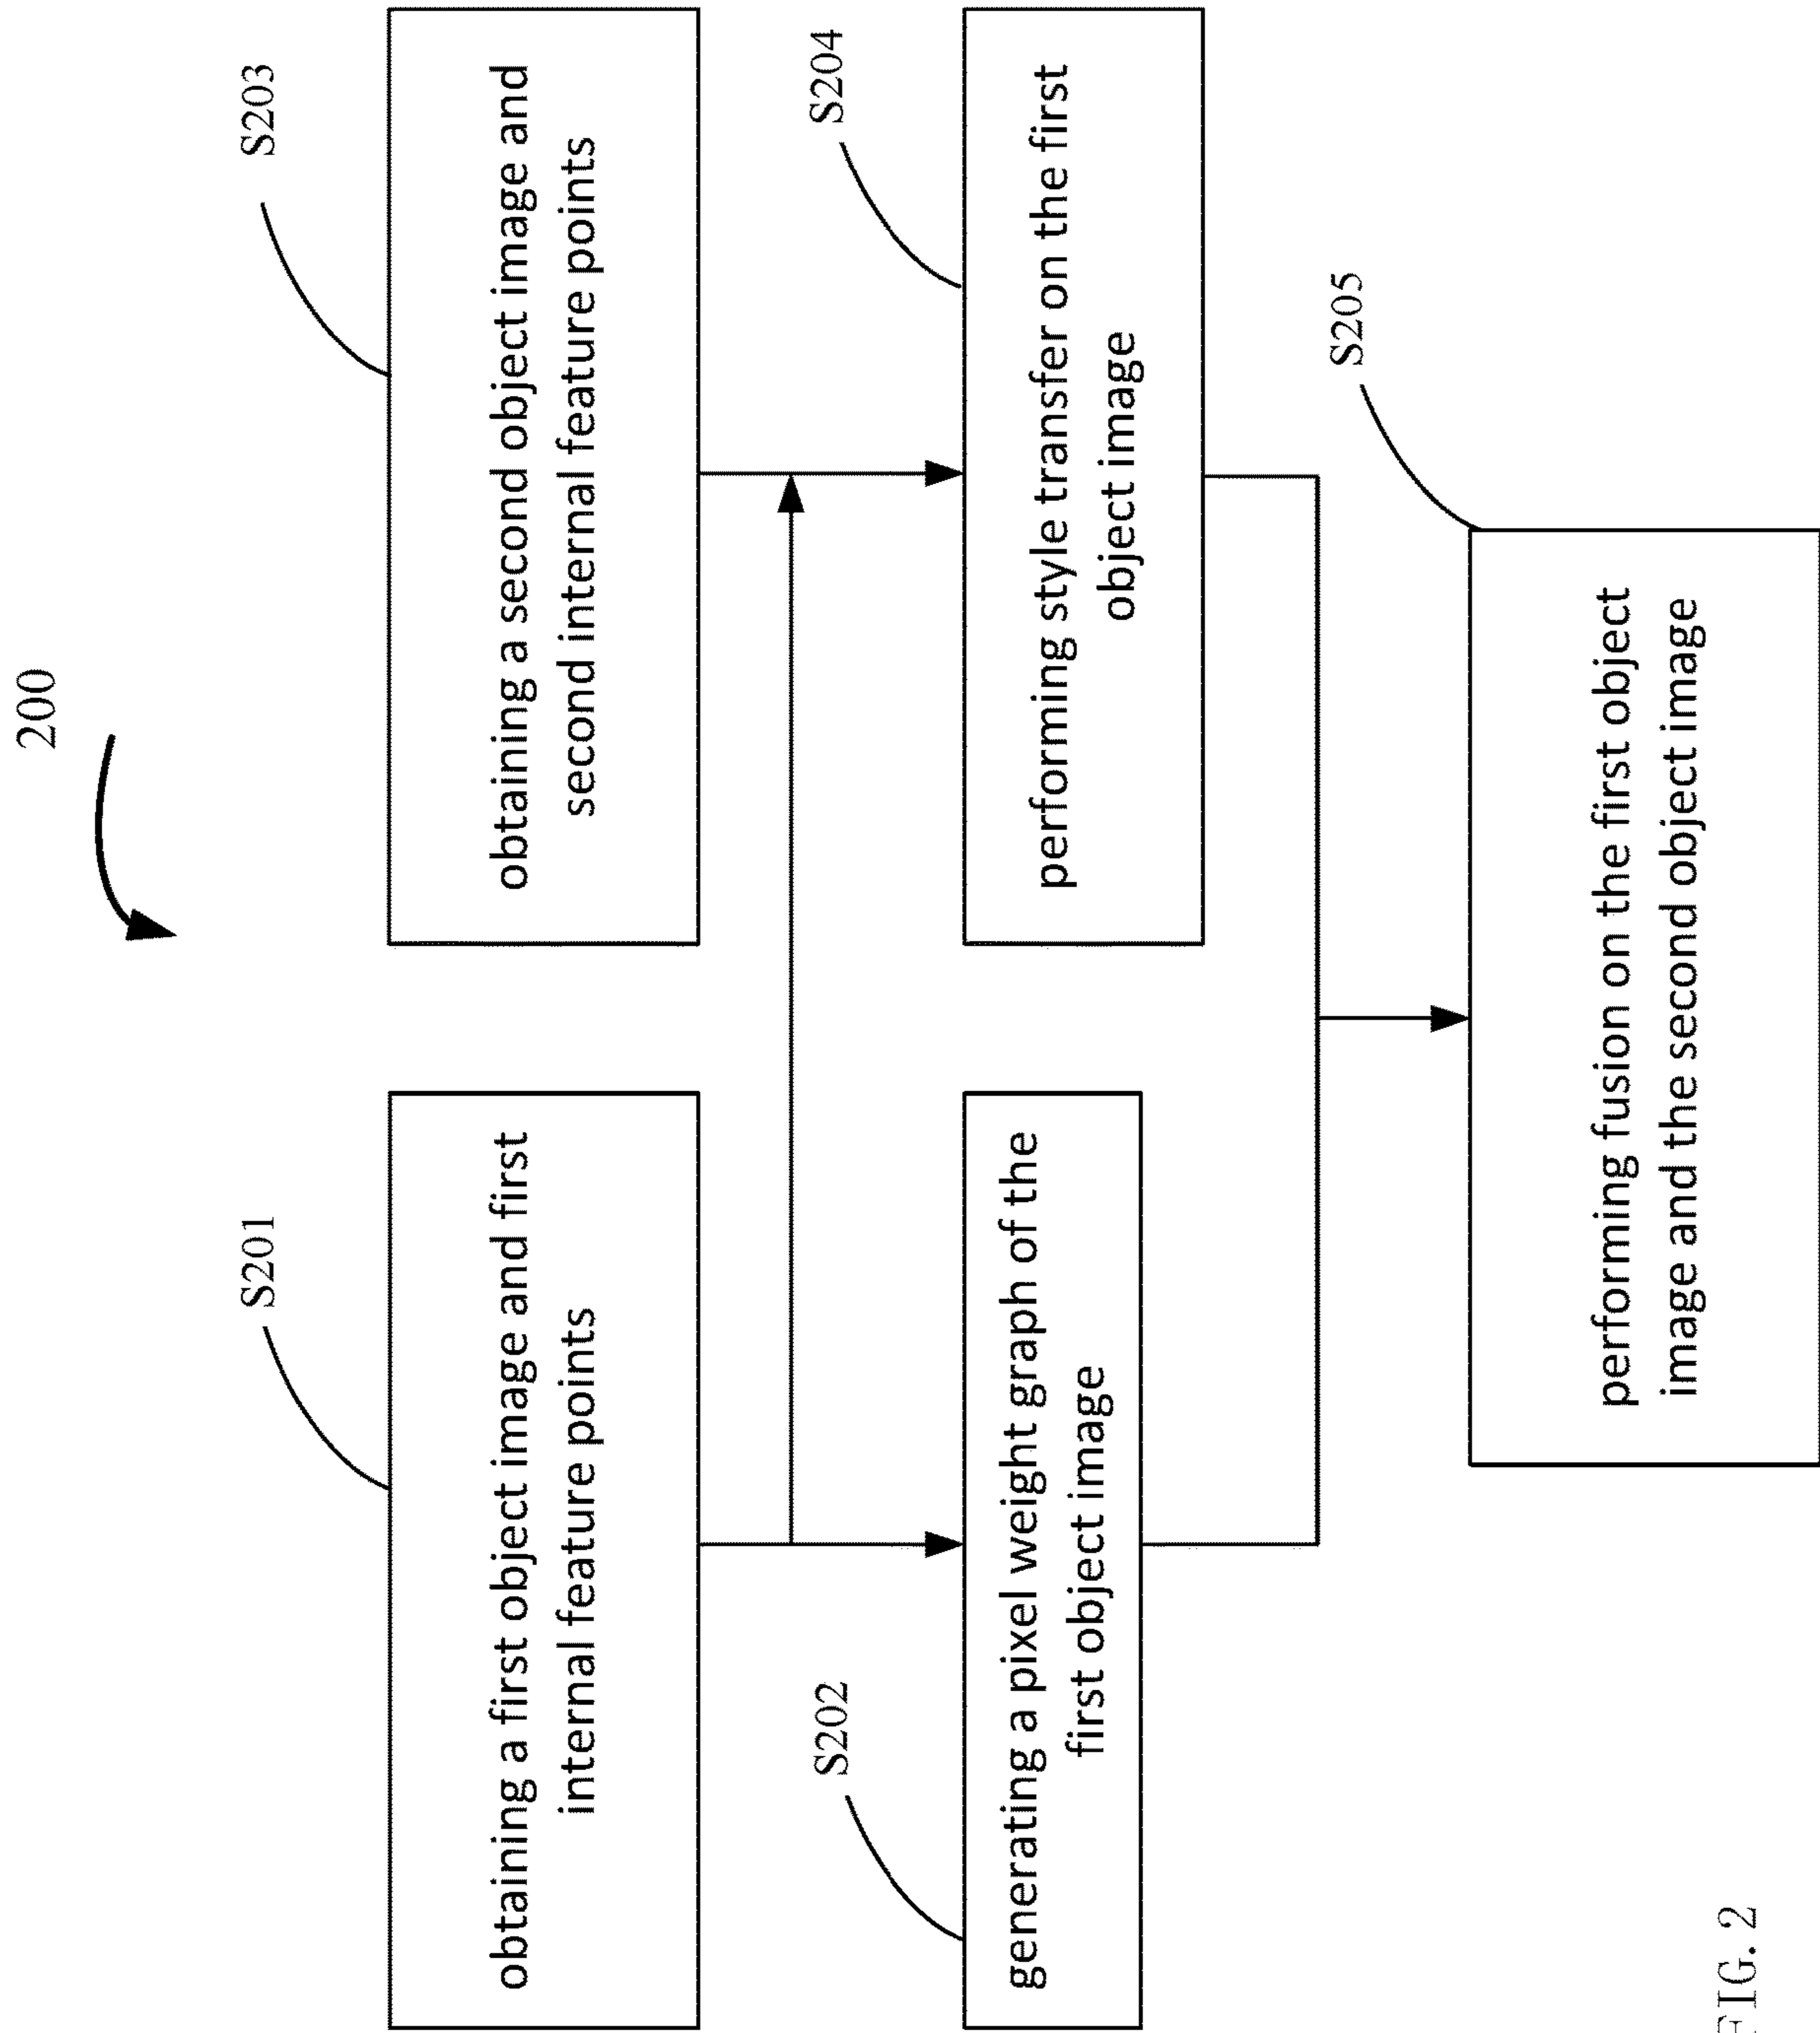 200
S201
obtaining a first object image and first
internal feature points
S203
obtaining a second object image and
second internal feature points
S202
generating a pixel weight graph of the
first object image
S204
performing style transfer on the first
object image
S205
performing fusion on the first object
image and the second object image
FIG. 2